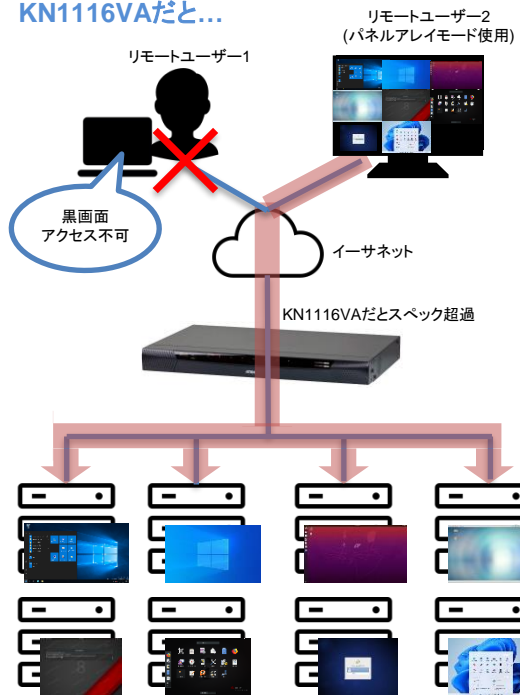 KN1116VAだと…
リモートユーザー2
(パネルアレイモード使用)
リモートユーザー1
黒画面
アクセス不可
イーサネット
KN1116VAだとスペック超過
8